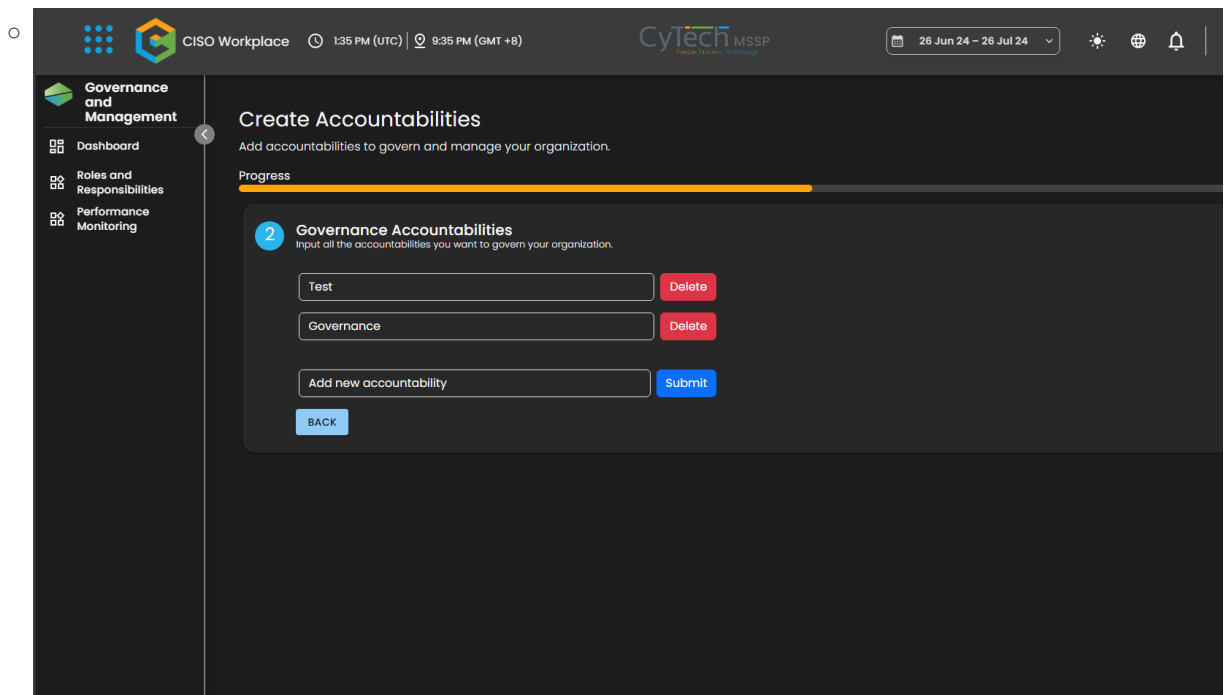 CISO Workplace
1:35 PM (UTC)
9:35 PM (GMT +8)
CyTech MSSP
People Process Technology
26 Jun 24 – 26 Jul 24
Governance
and
Management
Dashboard
Roles and
Responsibilities
Performance
Monitoring
Create Accountabilities
Add accountabilities to govern and manage your organization.
Progress
2
Governance Accountabilities
Input all the accountabilities you want to govern your organization.
Test
Delete
Governance
Delete
Add new accountability
Submit
BACK